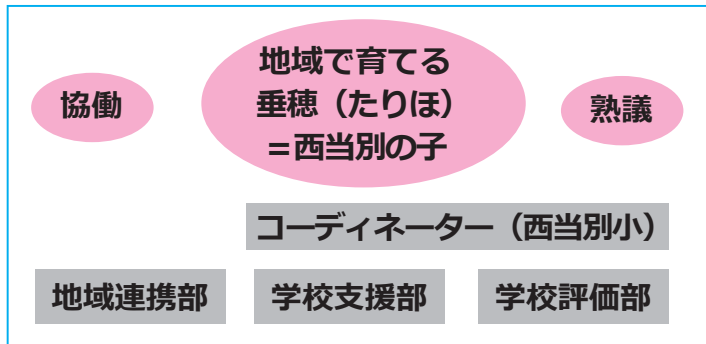 地域で育てる
垂穂（たりほ）
＝西当別の子
協働
熟議
コーディネーター（西当別小）
地域連携部
学校支援部
学校評価部